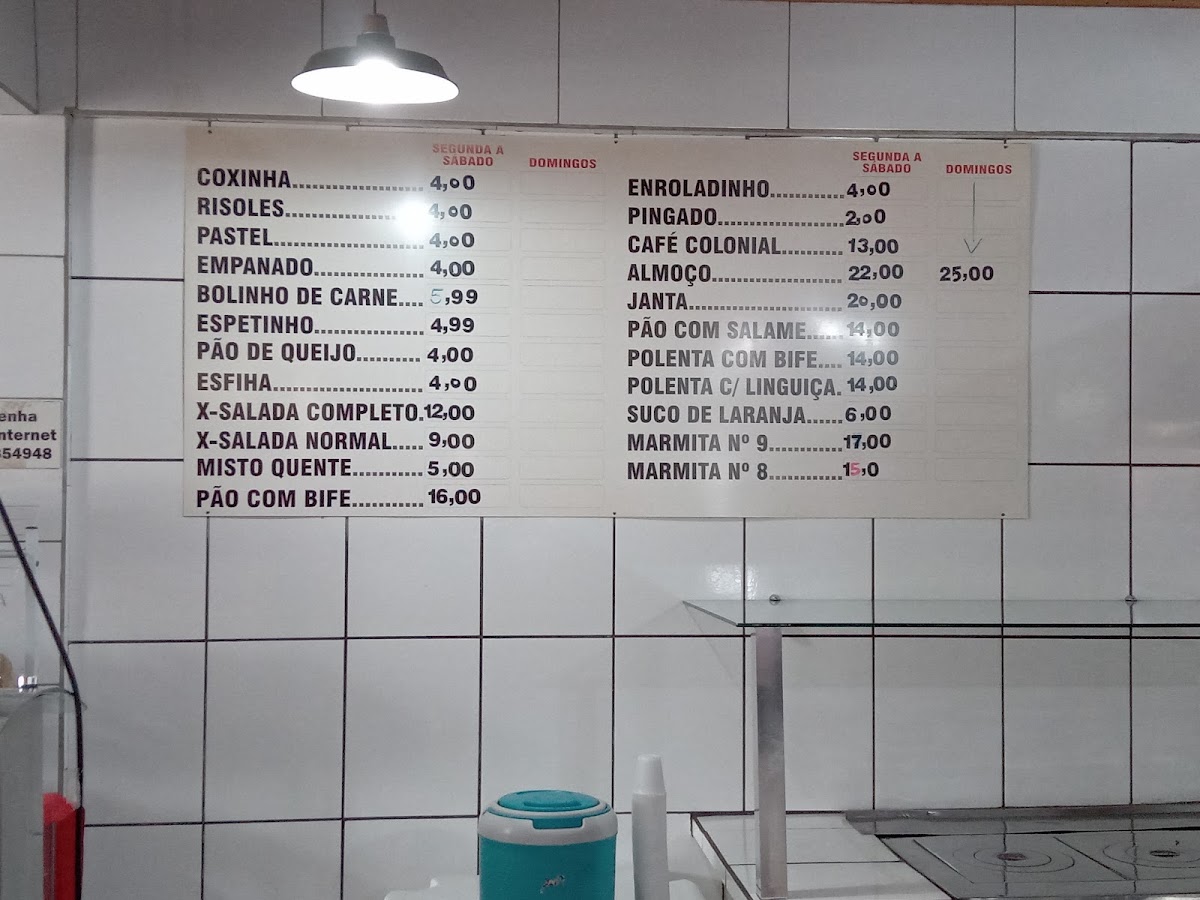 SEGUNDA A
SÁBADO
DOMINGOS
COXINHA.................... 4,00
RISOLES..................... 4,00
PASTEL....................... 4,00
EMPANADO................. 4,00
BOLINHO DE CARNE.... 5,99
ESPETINHO................. 4,99
PÃO DE QUEIJO.......... 4,00
ESFIHA....................... 4,00
X-SALADA COMPLETO. 12,00
X-SALADA NORMAL..... 9,00
MISTO QUENTE........... 5,00
PÃO COM BIFE............ 16,00
SEGUNDA A
SÁBADO
DOMINGOS
ENROLADINHO........... 4,00
PINGADO................... 2,00
CAFÉ COLONIAL......... 13,00
ALMOÇO.................... 22,00 25,00
JANTA....................... 20,00
PÃO COM SALAME...... 14,00
POLENTA COM BIFE.... 14,00
POLENTA C/ LINGUIÇA. 14,00
SUCO DE LARANJA..... 6,00
MARMITA Nº 9........... 17,00
MARMITA Nº 8........... 15,0
enha
nternet
54948